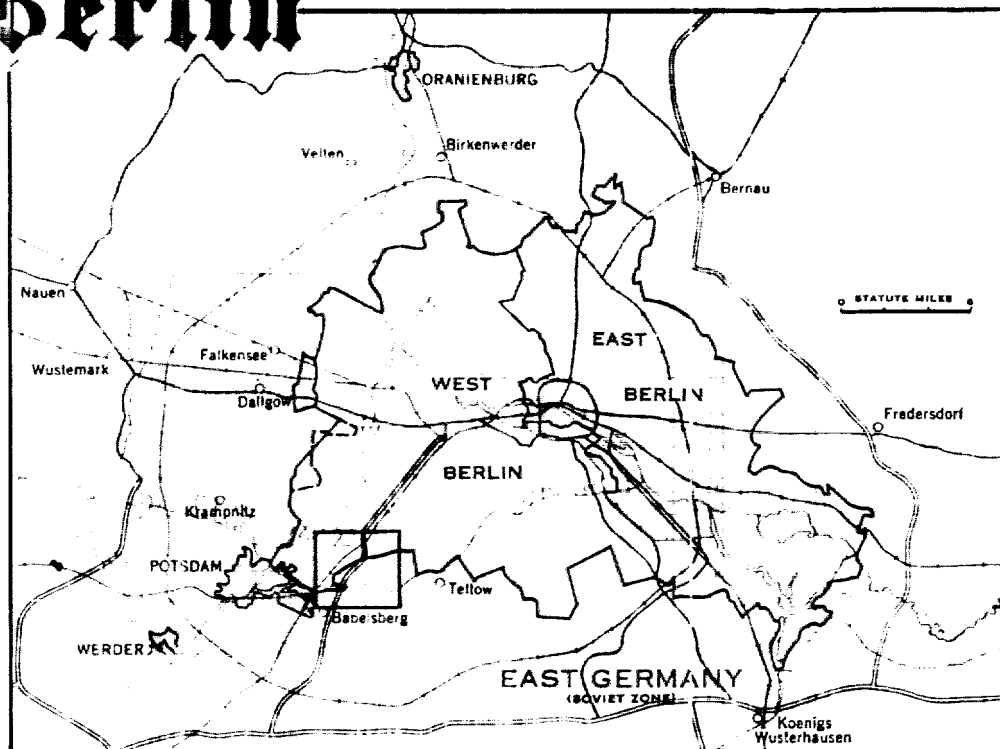 Berlin
ORANIENBURG
Velten
Birkenwerder
Bernau
Nauen
STATUTE MILES
EAST
Falkensee
Wustemark
WEST
BERLIN
Dallgow
Fredersdorf
BERLIN
Krampnitz
POTSDAM
Teltow
Babelsberg
WERDER
EAST GERMANY
(SOVIET ZONE)
Koenigs
Wusterhausen